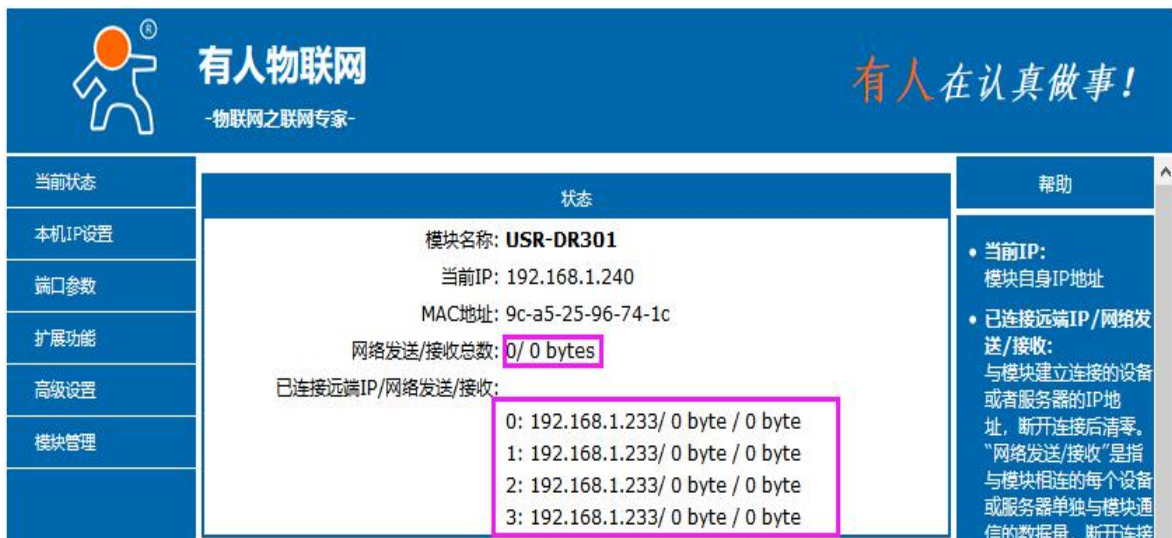 ®
有人物联网
-物联网之联网专家-
有人在认真做事!
当前状态
本机IP设置
端口参数
扩展功能
高级设置
模块管理
状态
模块名称: USR-DR301
当前IP: 192.168.1.240
MAC地址: 9c-a5-25-96-74-1c
网络发送/接收总数: 0/ 0 bytes
已连接远端IP/网络发送/接收:
0: 192.168.1.233/ 0 byte / 0 byte
1: 192.168.1.233/ 0 byte / 0 byte
2: 192.168.1.233/ 0 byte / 0 byte
3: 192.168.1.233/ 0 byte / 0 byte
帮助
• 当前IP:
模块自身IP地址
• 已连接远端IP/网络发
送/接收:
与模块建立连接的设备
或者服务器的IP地
址，断开连接后清零。
“网络发送/接收”是指
与模块相连的每个设备
或服务器单独与模块通
信的数据量，断开连接